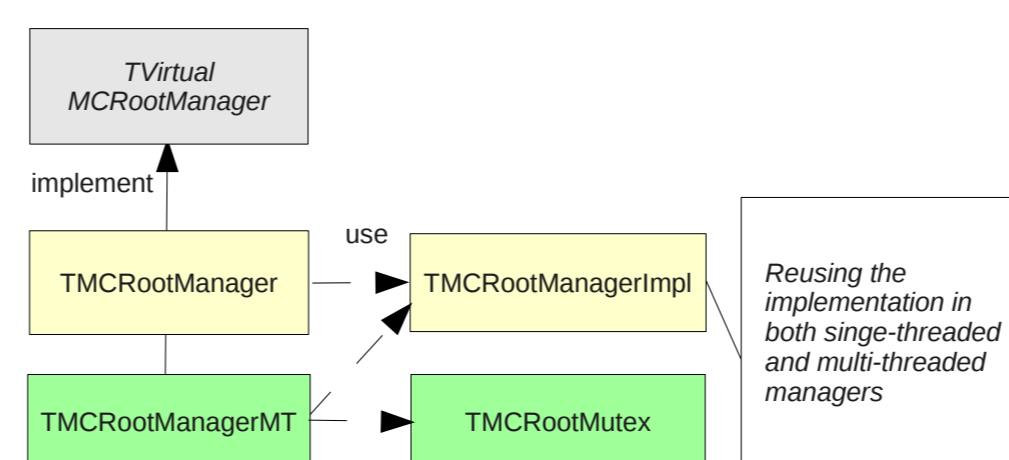 TVirtual
MCRootManager
implement
use
TMCRootManager
TMCRootManagerImpl
Reusing the
implementation in
both singe-threaded
and multi-threaded
managers
TMCRootManagerMT
TMCRootMutex